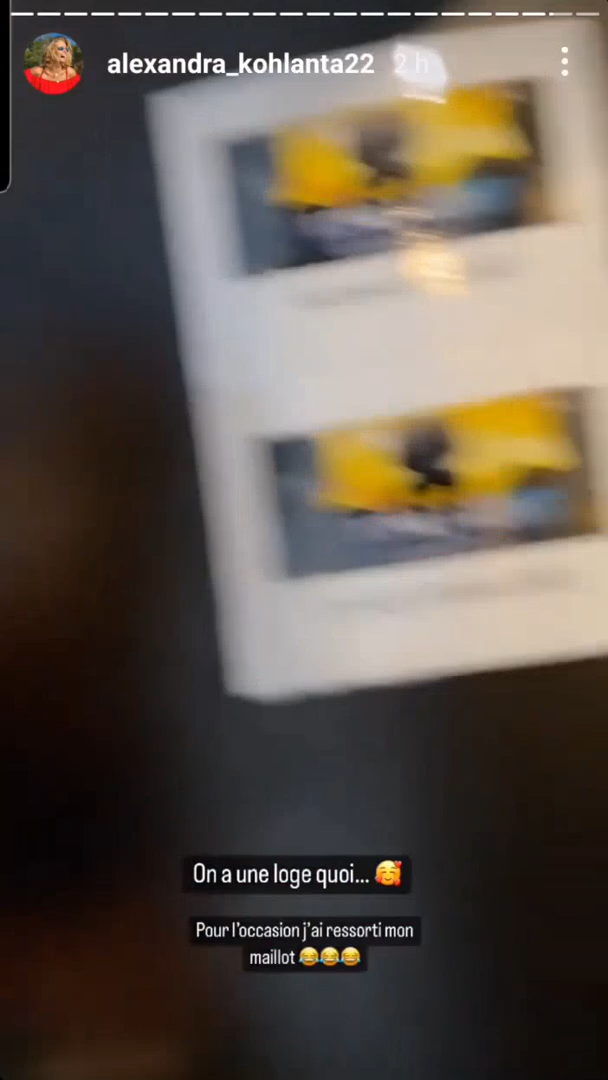 alexandra_kohlanta22 2 h
On a une loge quoi... 🥰
Pour l'occasion j'ai ressorti mon
maillot 😂😂😂